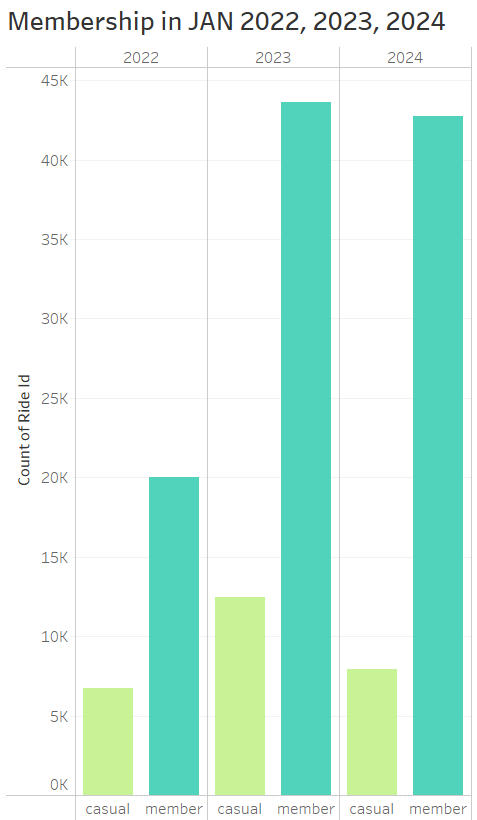 Membership in JAN 2022, 2023, 2024
2022 2023 2024
45K
40K
35K
30K
25K
20K
15K
10K
5K
0K
Count of Ride Id
casual member casual member casual member